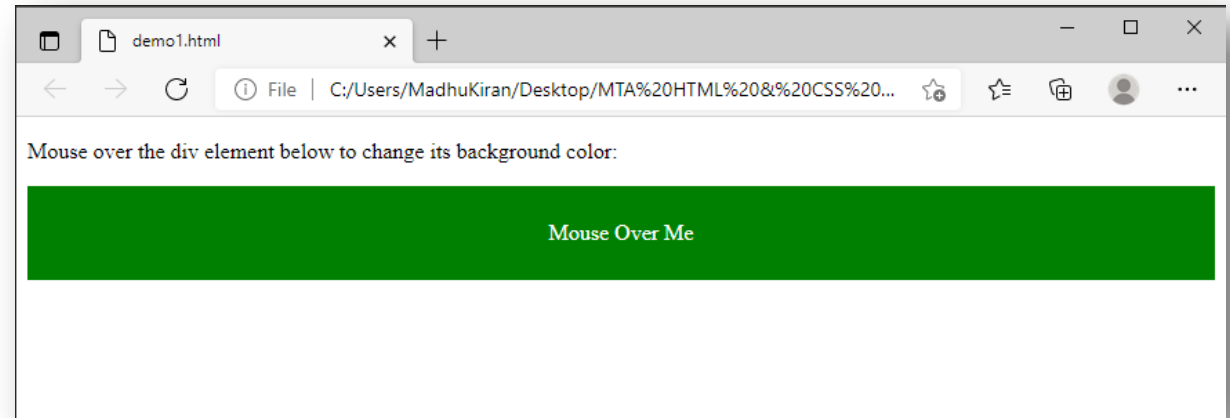 demo1.html
File | C:/Users/MadhuKiran/Desktop/MTA%20HTML%20&%20CSS%20...
Mouse over the div element below to change its background color:
Mouse Over Me